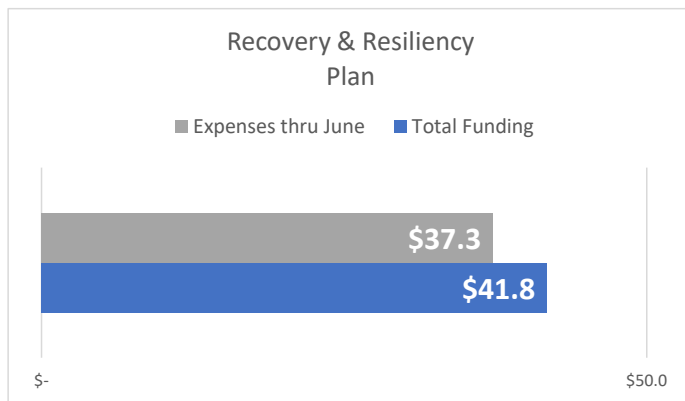 Recovery & Resiliency
Plan
Expenses thru June Total Funding
$37.3
$41.8
$- $50.0